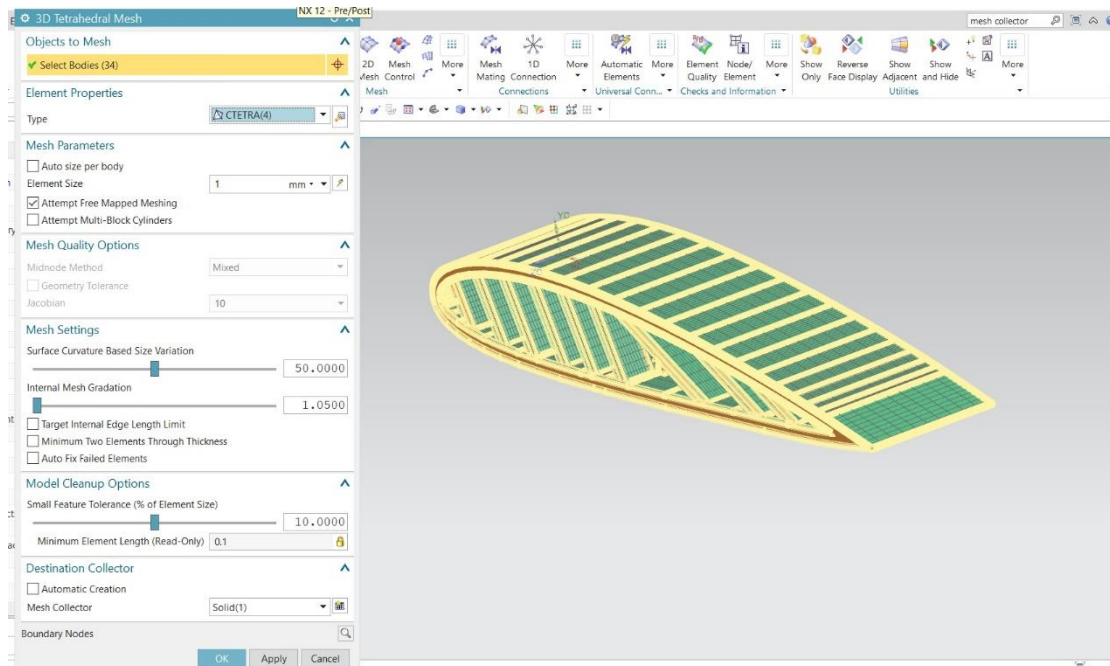 NX 12 - Pre/Post
3D Tetrahedral Mesh
Objects to Mesh
Select Bodies (34)
Element Properties
Type CTETRA(4)
Mesh Parameters
Auto size per body
Element Size 1 mm
Attempt Free Mapped Meshing
Attempt Multi-Block Cylinders
Mesh Quality Options
Midnode Method Mixed
Geometry Tolerance
Jacobian 10
Mesh Settings
Surface Curvature Based Size Variation
50.0000
Internal Mesh Gradation
1.0500
Target Internal Edge Length Limit
Minimum Two Elements Through Thickness
Auto Fix Failed Elements
Model Cleanup Options
Small Feature Tolerance (% of Element Size)
10.0000
Minimum Element Length (Read-Only) 0.1
Destination Collector
Automatic Creation
Mesh Collector Solid(1)
Boundary Nodes
OK Apply Cancel
mesh collector
2D Mesh More Mesh 1D More Automatic More Element Node/ More Show Reverse Show Show More
Mesh Control Mating Connection Elements Quality Element Only Face Display Adjacent and Hide
Mesh Connections Universal Conn... Checks and Information Utilities
YC